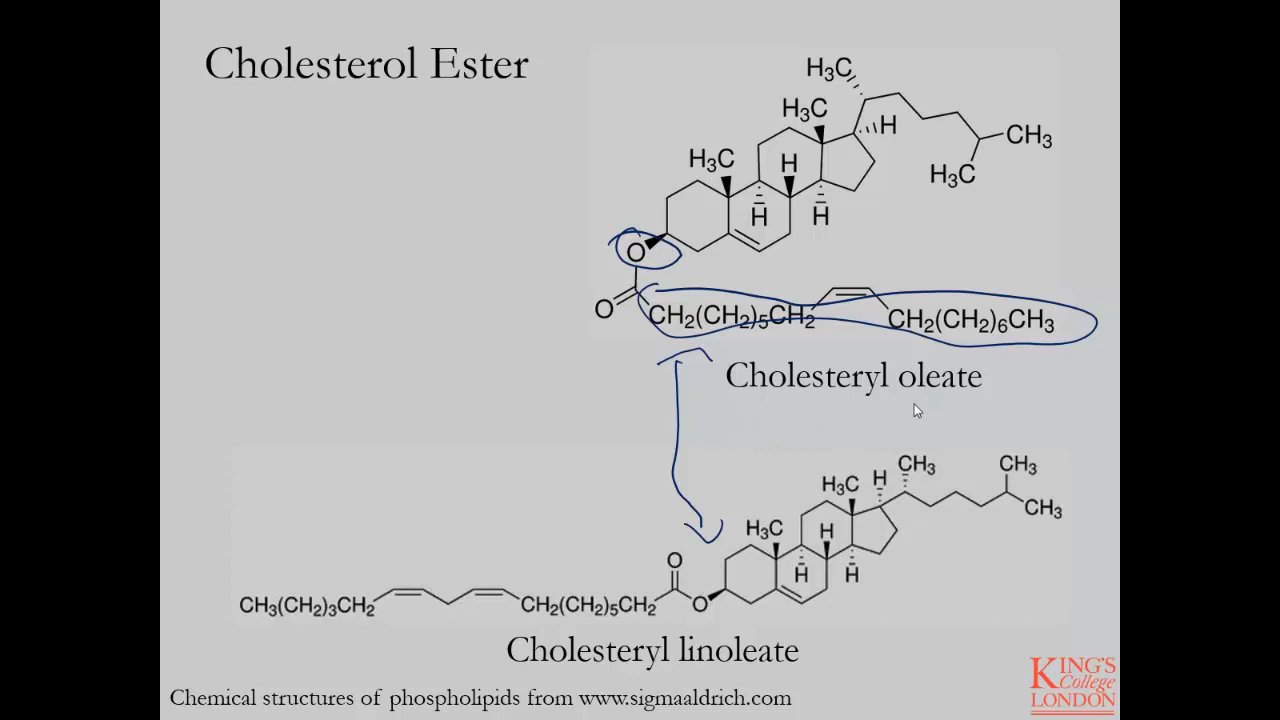 Cholesterol Ester
H₃C
H₃C
H
CH₃
H₃C
H
H₃C
H
H
O
O
CH₂(CH₂)₅CH₂
CH₂(CH₂)₆CH₃
Cholesteryl oleate
CH₃
CH₃
H₃C
H
CH₃
H₃C
H
O
H
H
CH₃(CH₂)₃CH₂
CH₂(CH₂)₅CH₂
O
Cholesteryl linoleate
Chemical structures of phospholipids from www.sigmaaldrich.com
KING'S
College
LONDON